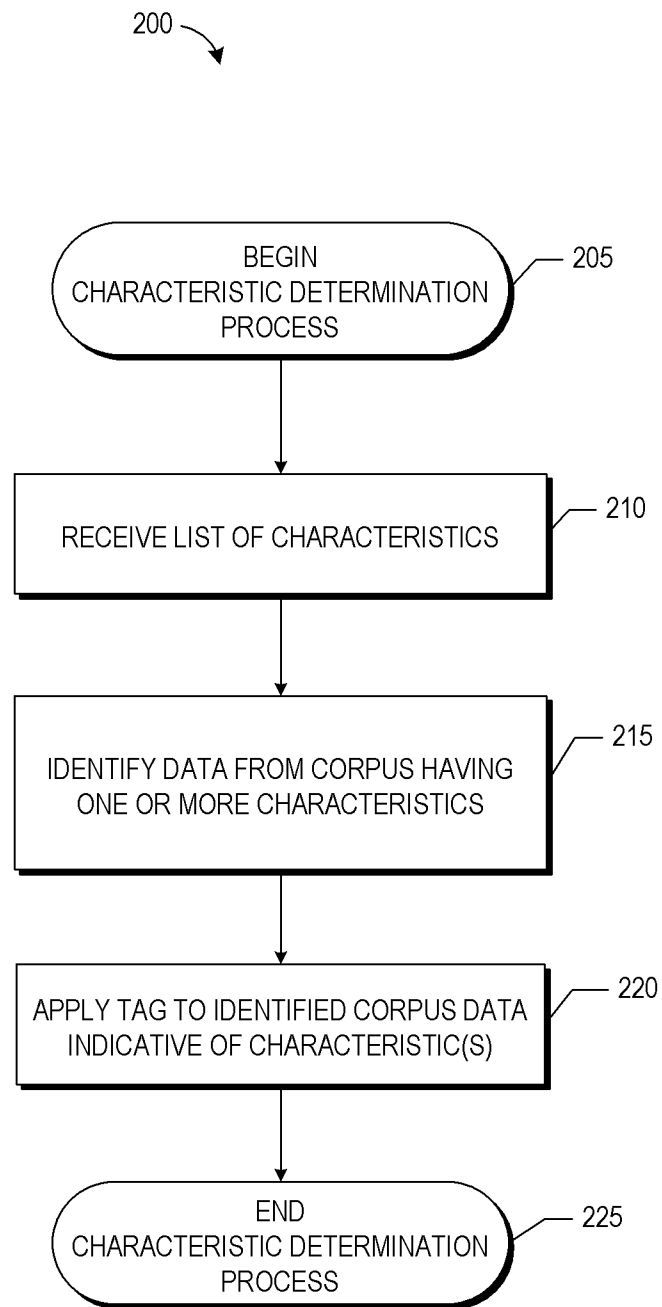 200
BEGIN
CHARACTERISTIC DETERMINATION
PROCESS
205
RECEIVE LIST OF CHARACTERISTICS
210
IDENTIFY DATA FROM CORPUS HAVING
ONE OR MORE CHARACTERISTICS
215
APPLY TAG TO IDENTIFIED CORPUS DATA
INDICATIVE OF CHARACTERISTIC(S)
220
END
CHARACTERISTIC DETERMINATION
PROCESS
225